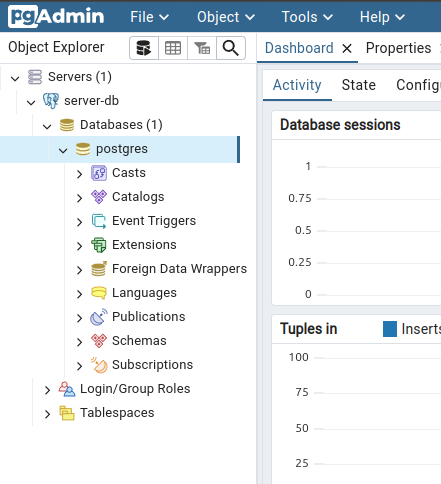 pgAdmin File Object Tools Help
Object Explorer Dashboard Properties
Servers (1)
Activity State Config
server-db
Databases (1)
Database sessions
postgres
Casts
1
Catalogs
0.75
Event Triggers
0.5
Extensions
0.25
Foreign Data Wrappers
Languages
0
Publications
Tuples in Inserts
Schemas
100
Subscriptions
Login/Group Roles
75
Tablespaces
50
25